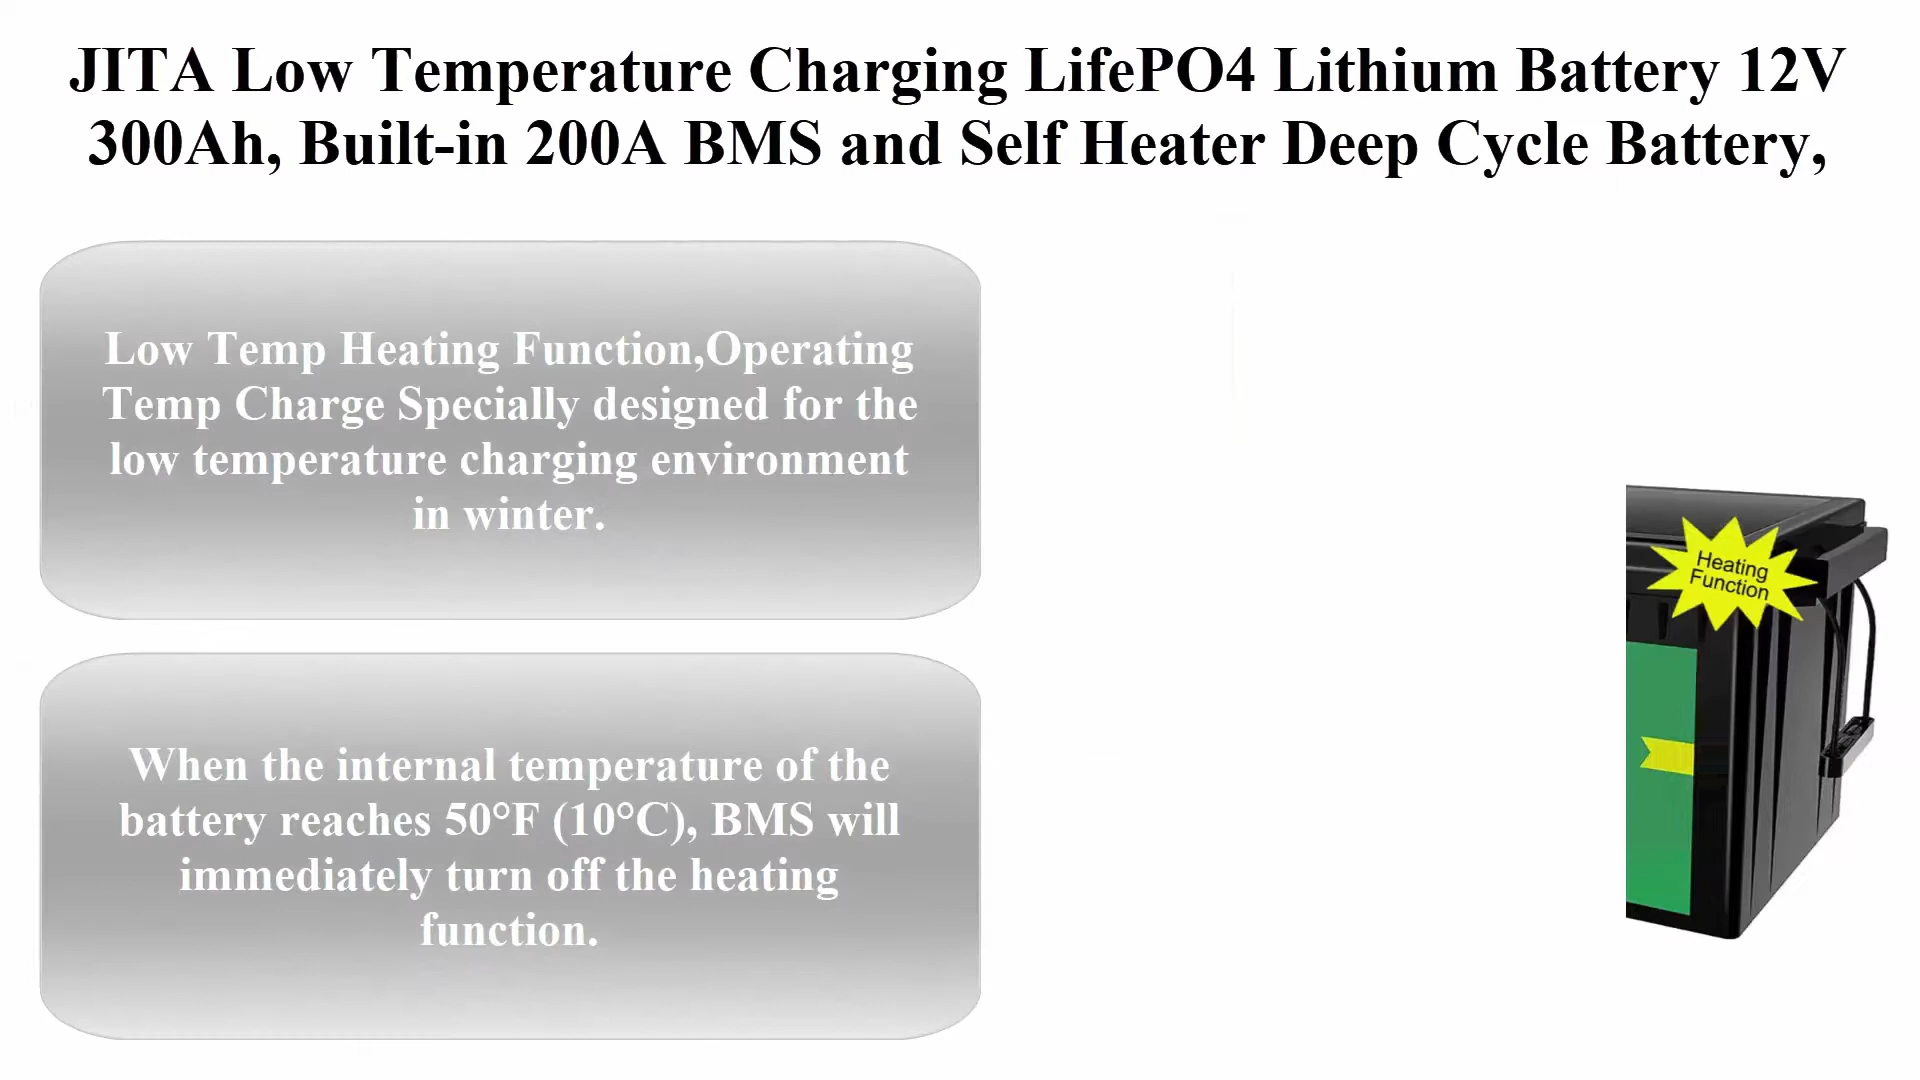 JITA Low Temperature Charging LifePO4 Lithium Battery 12V
300Ah, Built-in 200A BMS and Self Heater Deep Cycle Battery,
Low Temp Heating Function,Operating
Temp Charge Specially designed for the
low temperature charging environment
in winter.
When the internal temperature of the
battery reaches 50°F (10°C), BMS will
immediately turn off the heating
function.
Heating
Function